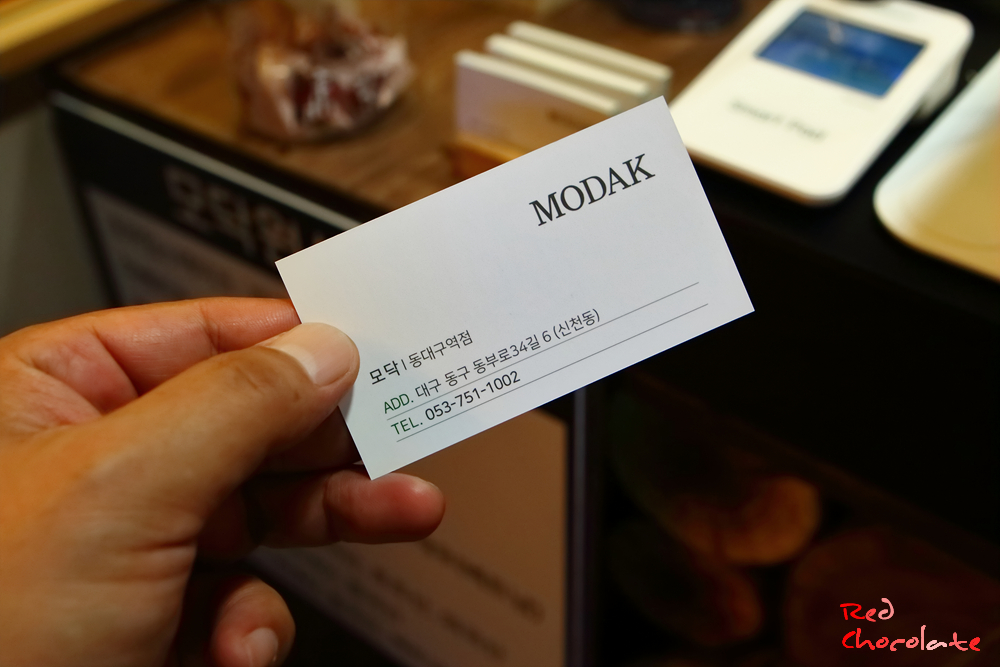 MODAK
모닥 | 동대구역점
ADD. 대구 동구 동부로34길 6 (신천동)
TEL. 053-751-1002
Red
Chocolate